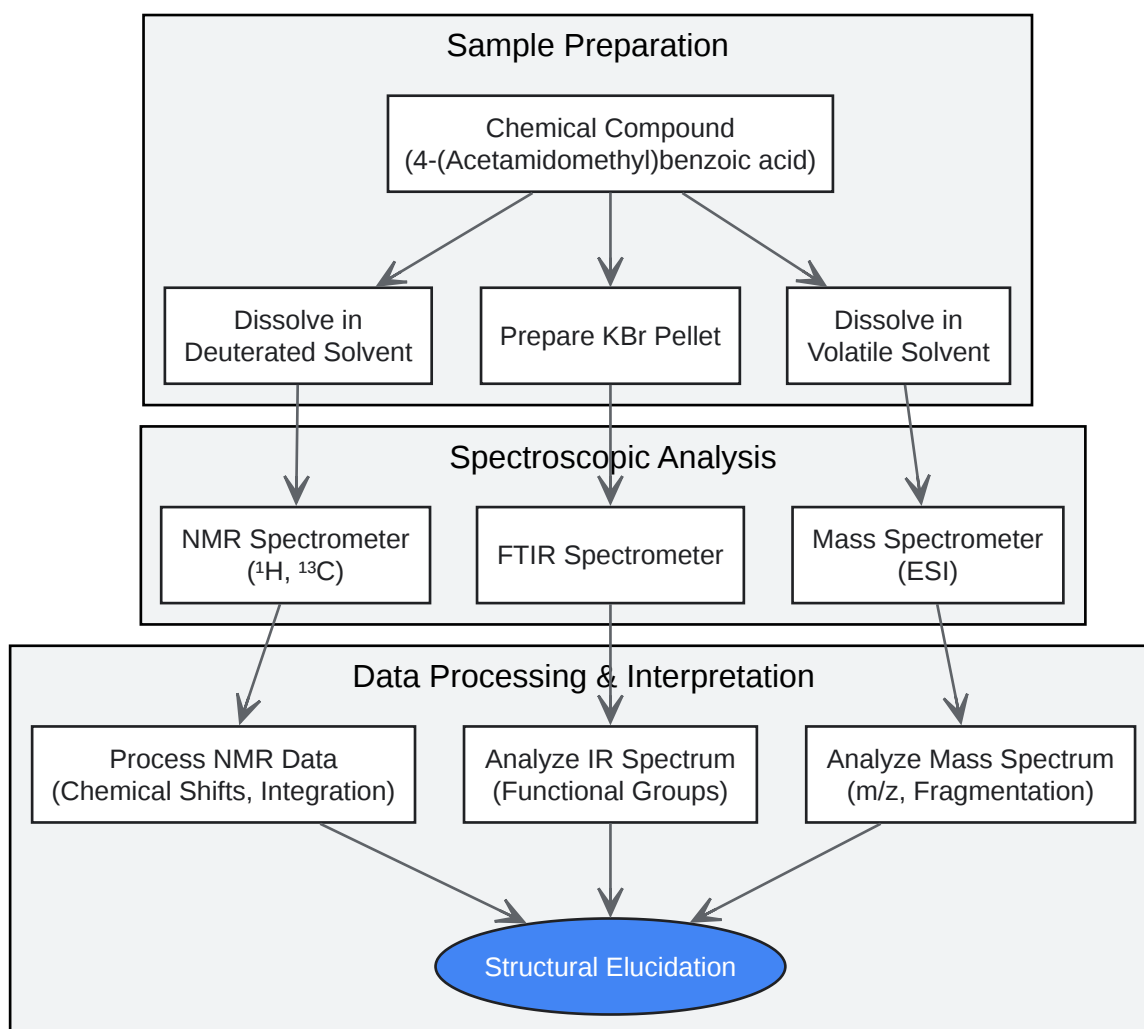 Sample Preparation
Chemical Compound
(4-(Acetamidomethyl)benzoic acid)
Dissolve in
Deuterated Solvent
Prepare KBr Pellet
Dissolve in
Volatile Solvent
Spectroscopic Analysis
NMR Spectrometer
(¹H, ¹³C)
FTIR Spectrometer
Mass Spectrometer
(ESI)
Data Processing & Interpretation
Process NMR Data
(Chemical Shifts, Integration)
Analyze IR Spectrum
(Functional Groups)
Analyze Mass Spectrum
(m/z, Fragmentation)
Structural Elucidation